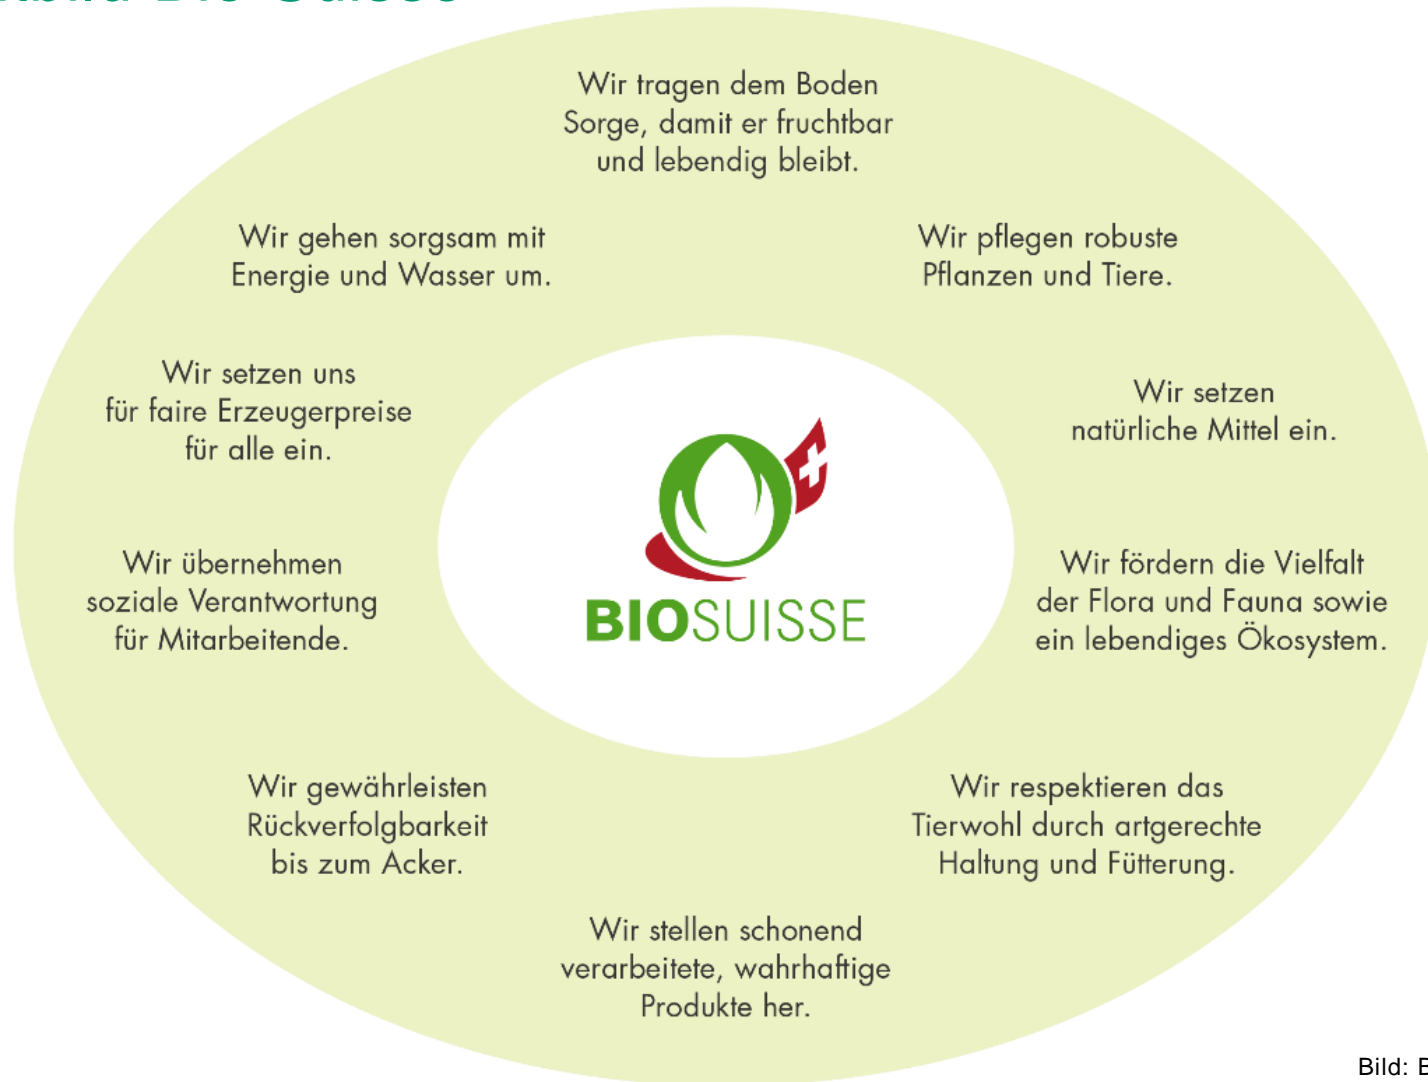 Bio Suisse
Wir tragen dem Boden
Sorge, damit er fruchtbar
und lebendig bleibt.
Wir pflegen robuste
Pflanzen und Tiere.
Wir setzen
natürliche Mittel ein.
Wir fördern die Vielfalt
der Flora und Fauna sowie
ein lebendiges Ökosystem.
Wir respektieren das
Tierwohl durch artgerechte
Haltung und Fütterung.
Wir stellen schonend
verarbeitete, wahrhaftige
Produkte her.
Wir gewährleisten
Rückverfolgbarkeit
bis zum Acker.
Wir übernehmen
soziale Verantwortung
für Mitarbeitende.
Wir setzen uns
für faire Erzeugerpreise
für alle ein.
Wir gehen sorgsam mit
Energie und Wasser um.
BIOSUISSE
Bild: